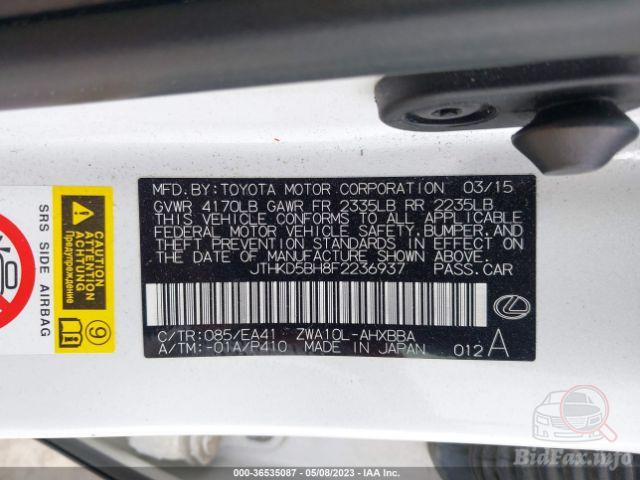 MFD.BY:TOYOTA MOTOR CORPORATION 03/15
GVWR 4170LB GAWR FR 2335LB RR 2235LB
THIS VEHICLE CONFORMS TO ALL APPLICABLE
FEDERAL MOTOR VEHICLE SAFETY,BUMPER,AND
THEFT PREVENTION STANDARDS IN EFFECT ON
THE DATE OF MANUFACTURE SHOWN ABOVE.
JTHKD5BH8F2236937 PASS.CAR
C/TR:085/EA41 ZWA10L-AHXBBA
A/TM:-01A/P410 MADE IN JAPAN 012 A
SRS SIDE AIRBAG
CAUTION
ATTENTION
Предупреждение
9
000-36535087 - 05/08/2023 - IAA Inc.
BidFax.info